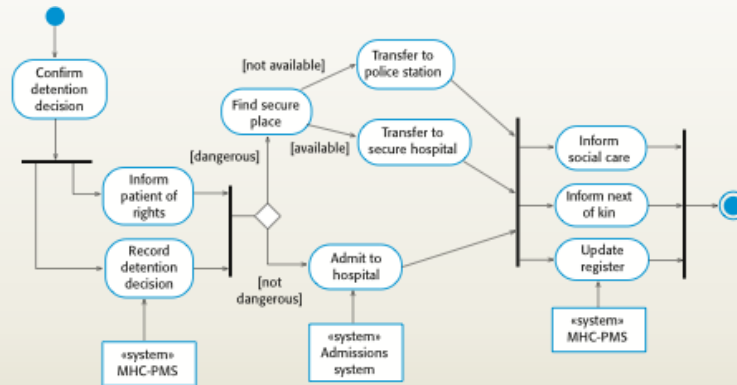 Confirm
detention
decision
Inform
patient of
rights
Record
detention
decision
«system»
MHC-PMS
[dangerous]
[not
dangerous]
Find secure
place
[not available]
[available]
Transfer to
police station
Transfer to
secure hospital
Admit to
hospital
«system»
Admissions
system
Inform
social care
Inform next
of kin
Update
register
«system»
MHC-PMS